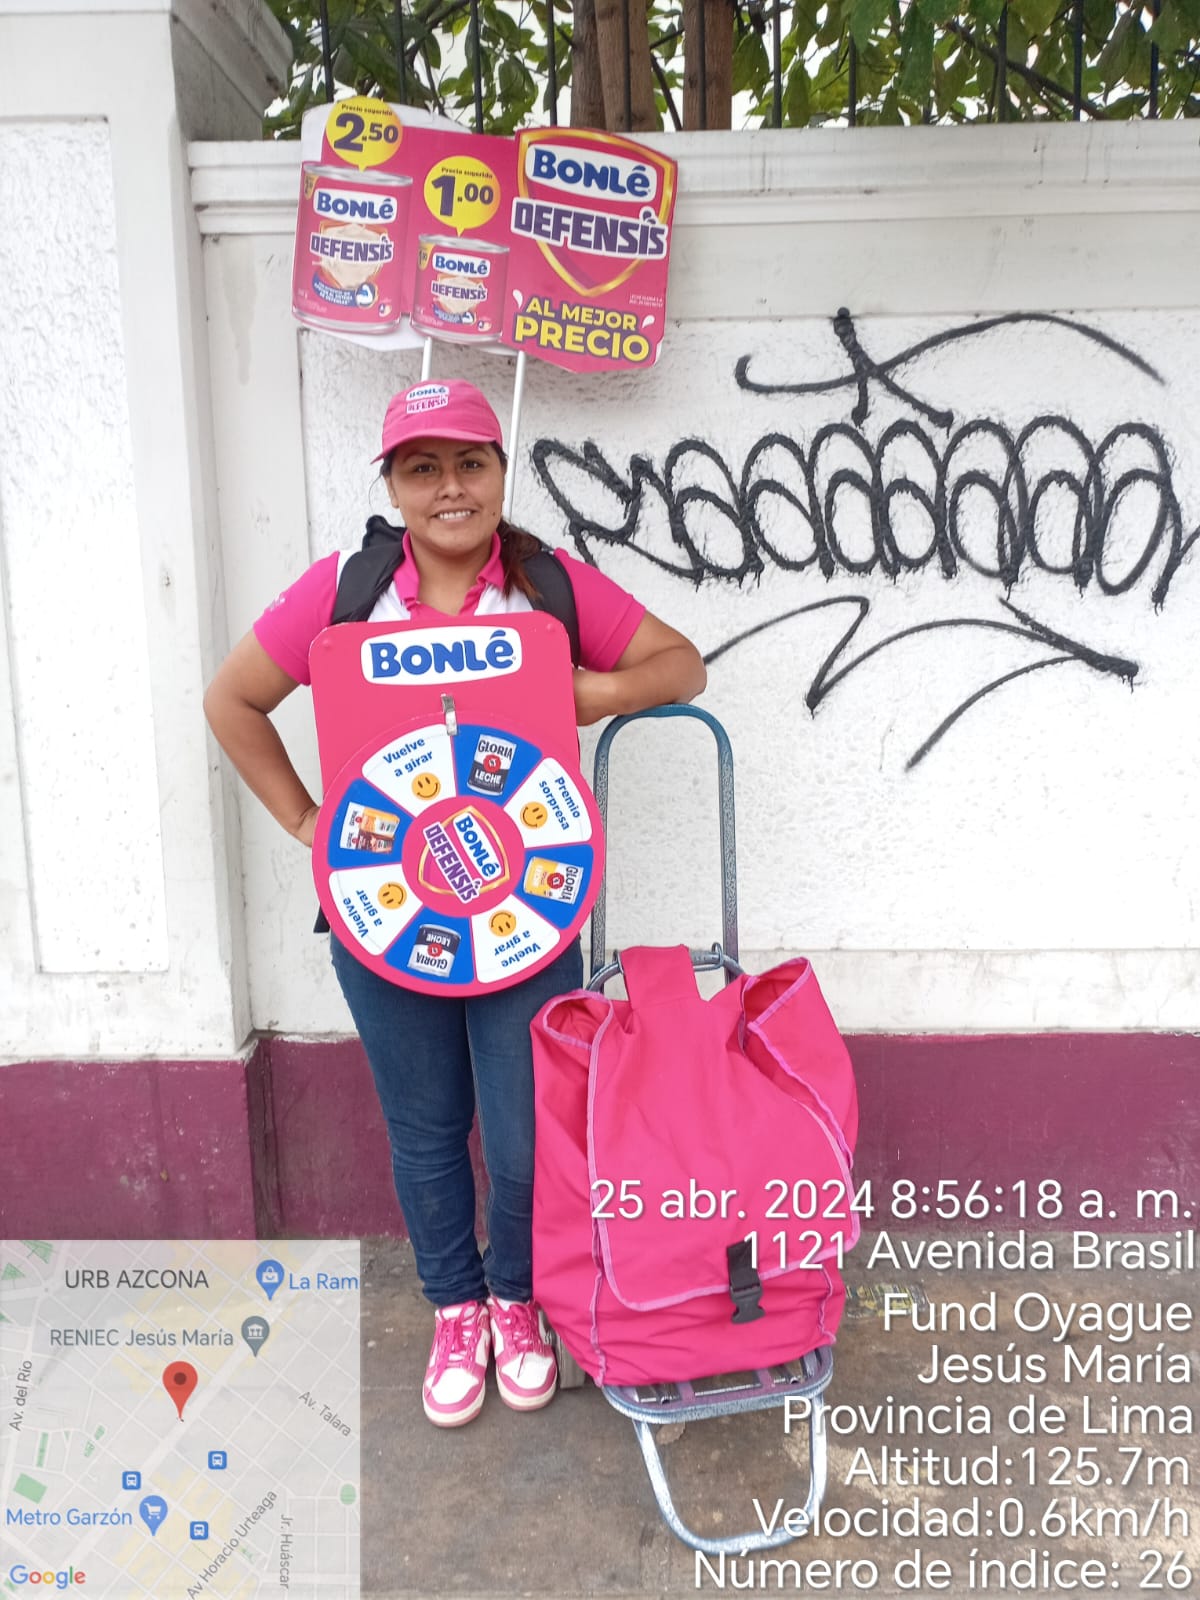 Precio sugerido
2.50
Precio sugerido
1.00
BONLÉ
DEFENSIS
BONLÉ
DEFENSIS
BONLÉ
DEFENSIS
AL MEJOR
PRECIO
BONLÉ
DEFENSIS
BONLÉ
Vuelve
a girar
GLORIA
LECHE
Premio
sorpresa
GLORIA
Vuelve
a girar
GLORIA
LECHE
Vuelve
a girar
BONLÉ
DEFENSIS
25 abr. 2024 8:56:18 a. m.
1121 Avenida Brasil
Fund Oyague
Jesús María
Provincia de Lima
Altitud:125.7m
Velocidad:0.6km/h
Número de índice: 26
URB AZCONA
La Ram
RENIEC Jesús María
Av. del Río
Av. Talara
Metro Garzón
Av Horacio Urteaga
Jr. Huáscar
Google